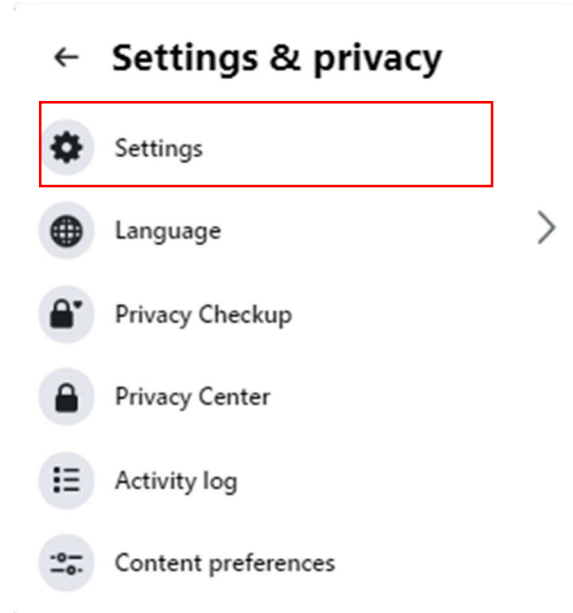 Settings & privacy
Settings
Language
Privacy Checkup
Privacy Center
Activity log
Content preferences